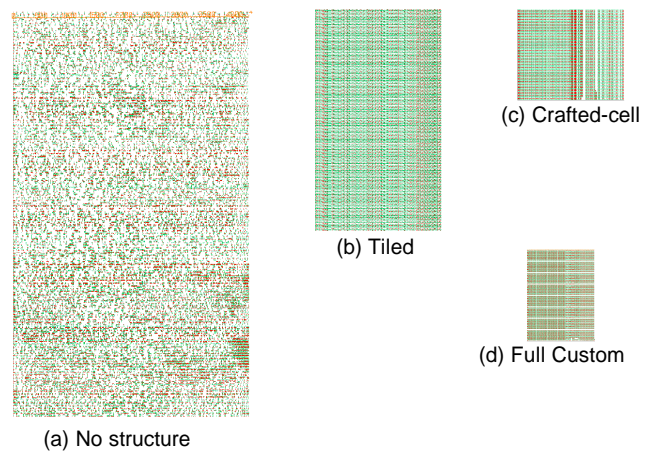 (a) No structure
(b) Tiled
(c) Crafted-cell
(d) Full Custom